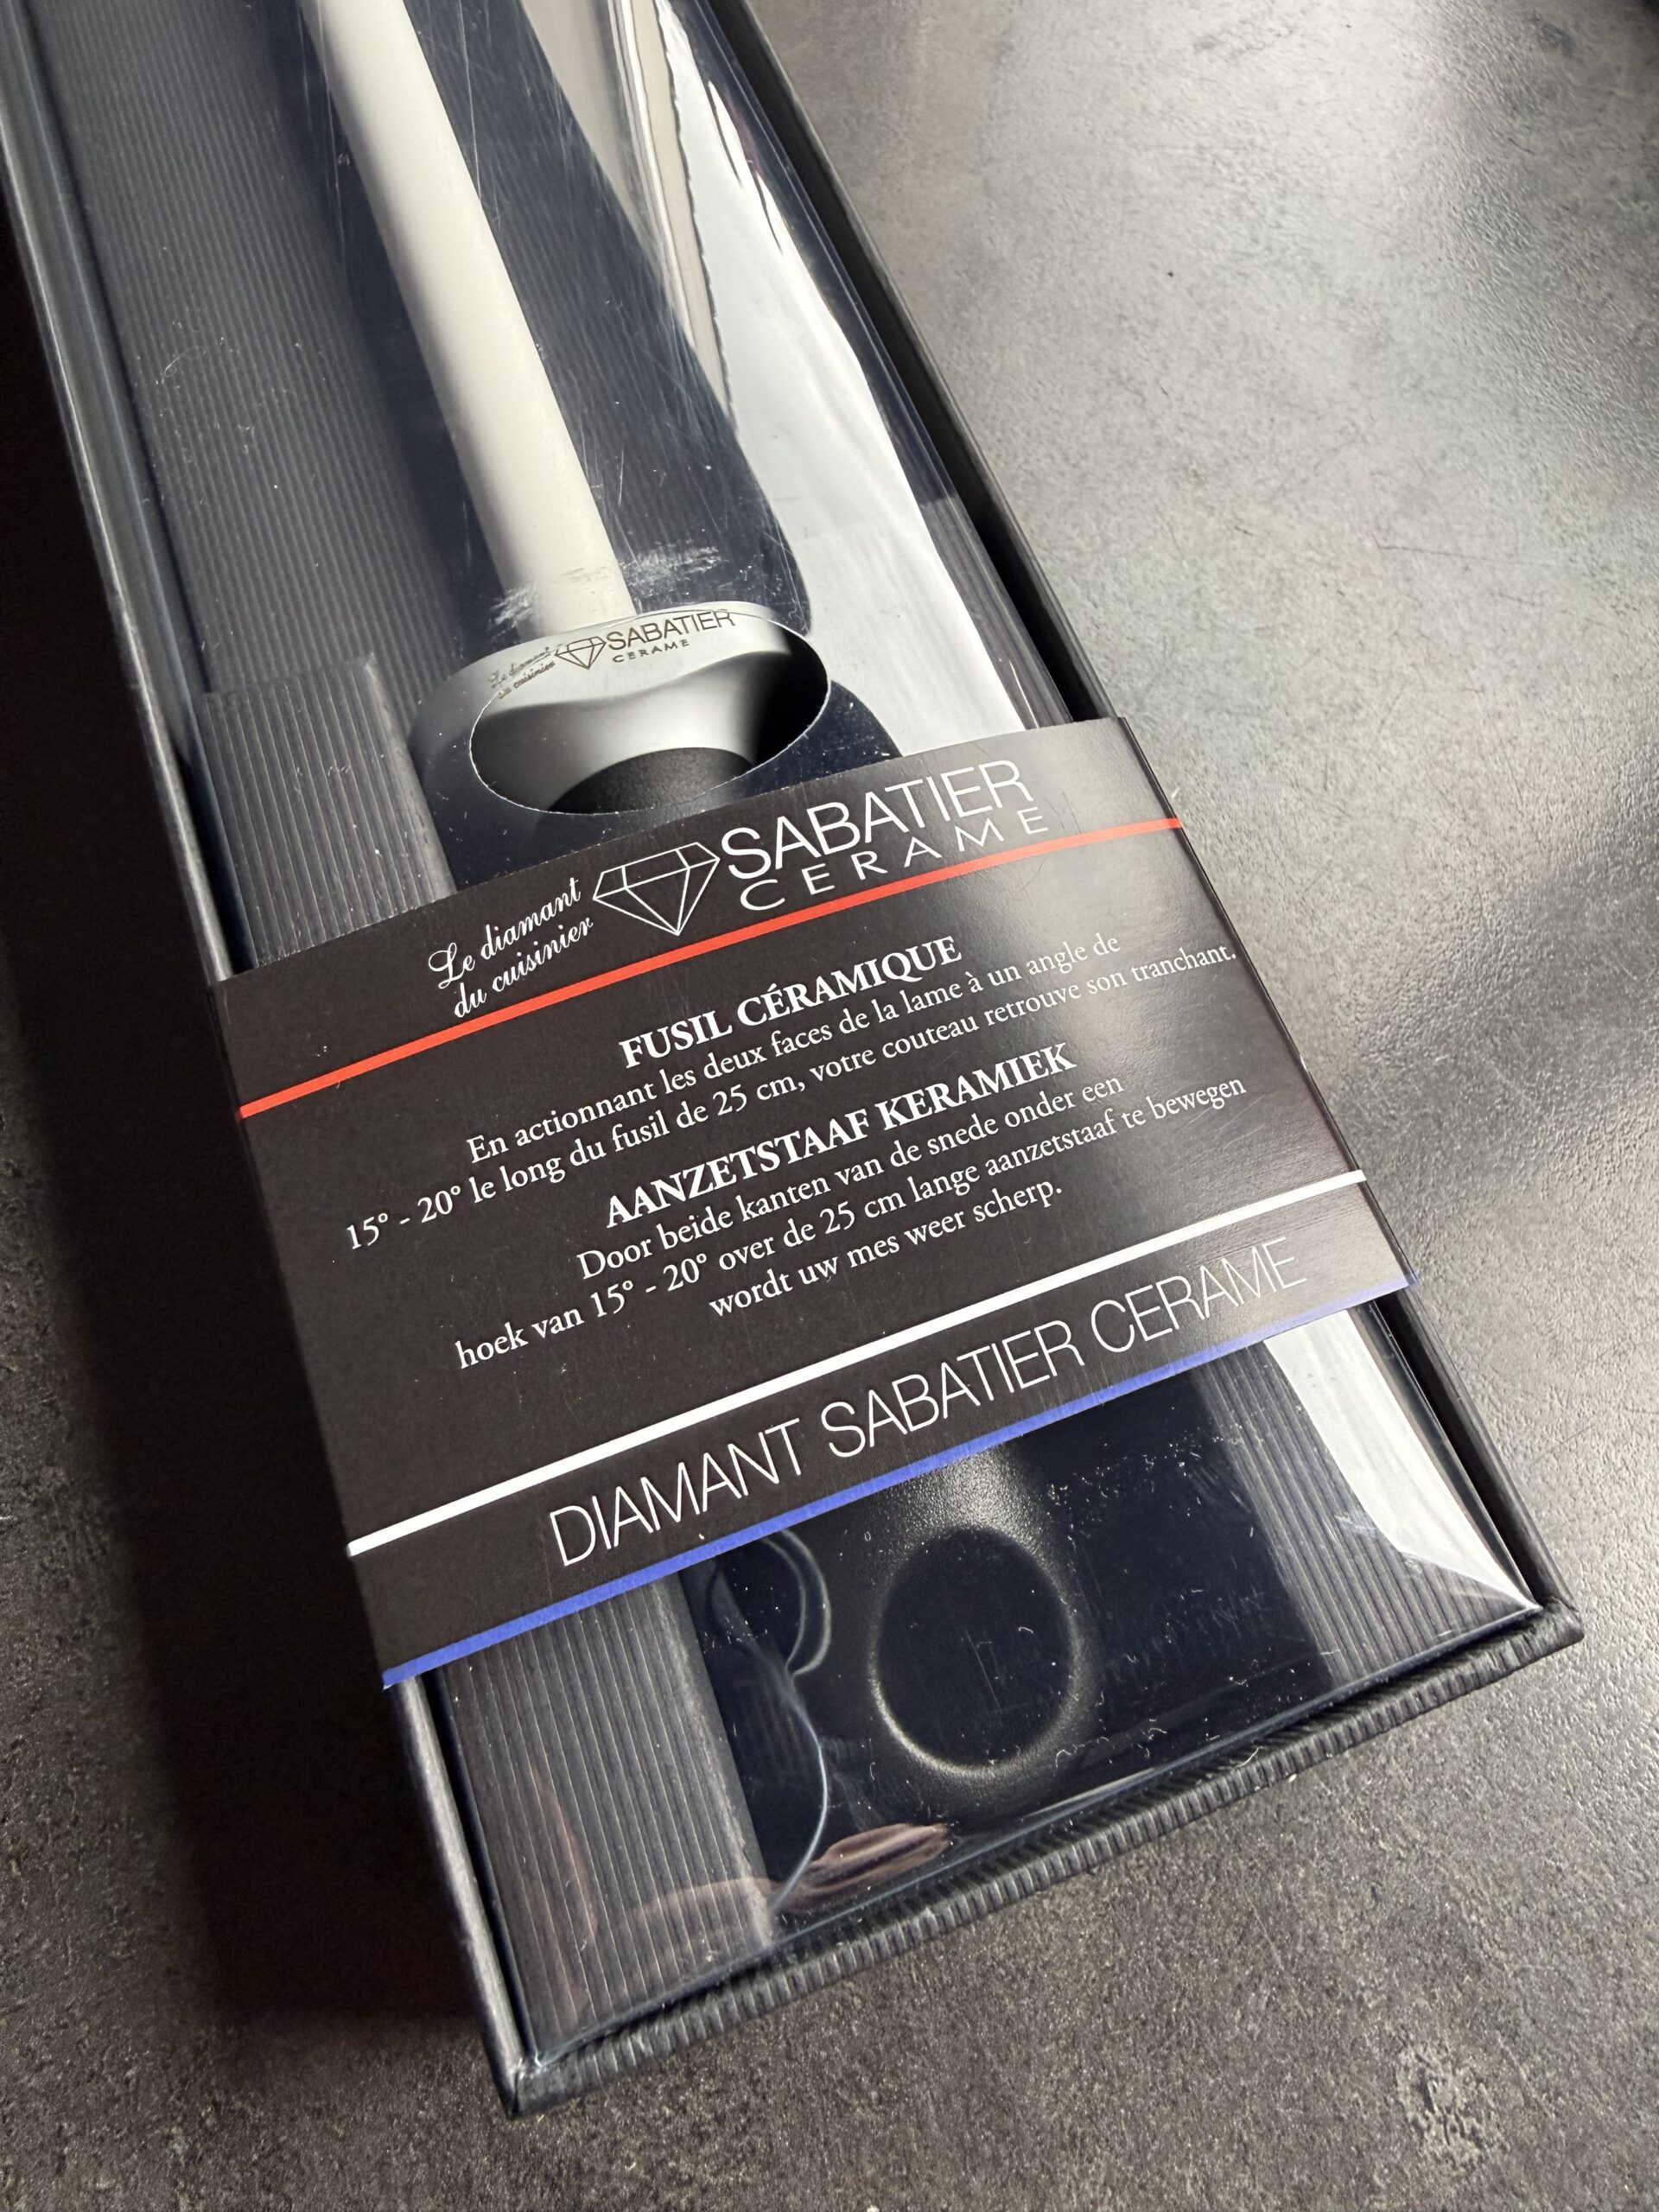 Le diamant
du cuisinier
SABATIER
CERAME
Le diamant
du cuisinier
SABATIER
CERAME
FUSIL CÉRAMIQUE
En actionnant les deux faces de la lame à un angle de
15° - 20° le long du fusil de 25 cm, votre couteau retrouve son tranchant.
AANZETSTAAF KERAMIEK
Door beide kanten van de snede onder een
hoek van 15° - 20° over de 25 cm lange aanzetstaaf te bewegen
wordt uw mes weer scherp.
DIAMANT SABATIER CERAME